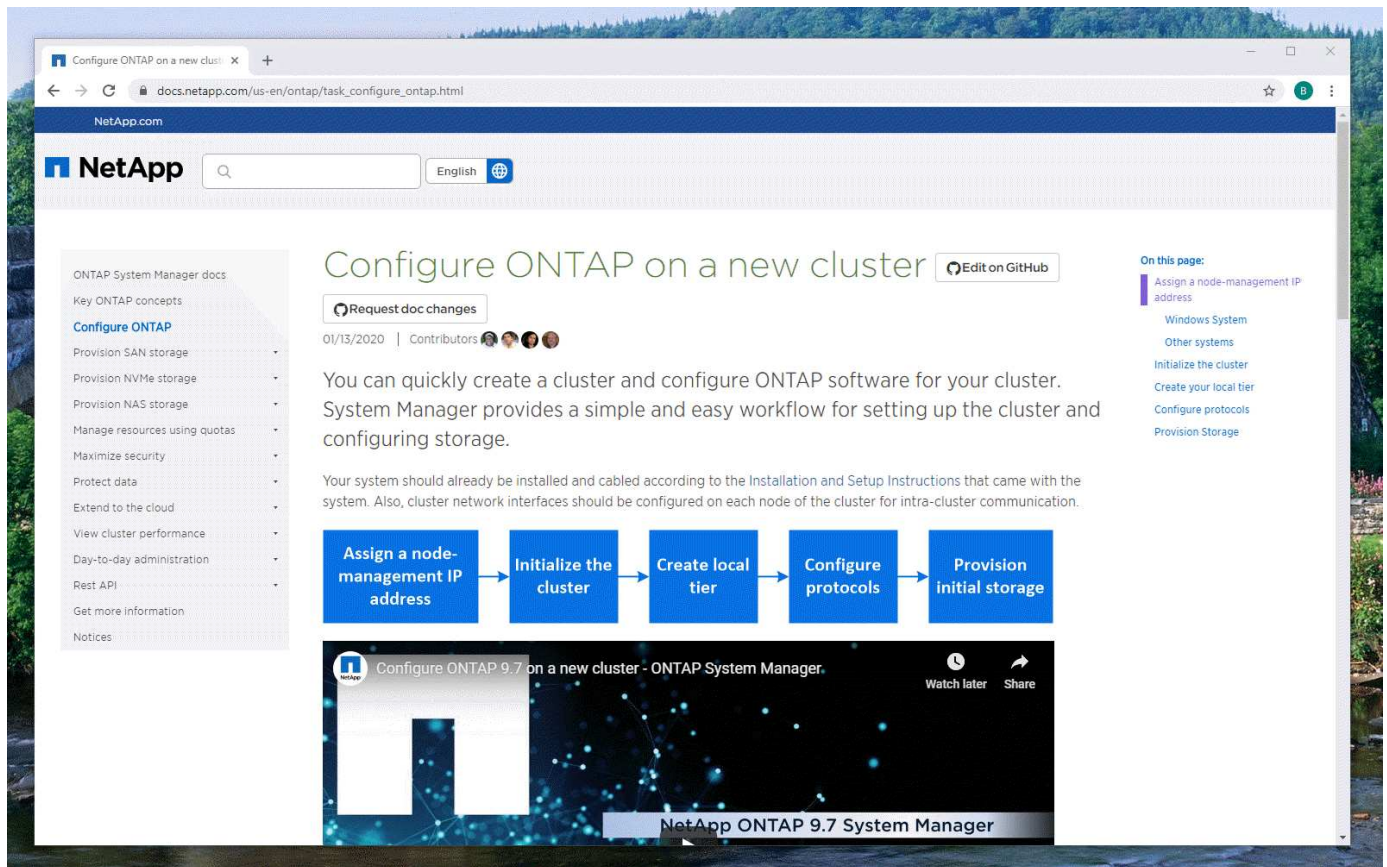 Configure ONTAP on a new clust
docs.netapp.com/us-en/ontap/task_configure_ontap.html
B
NetApp.com
NetApp
English
ONTAP System Manager docs
Key ONTAP concepts
Configure ONTAP
Provision SAN storage
Provision NVMe storage
Provision NAS storage
Manage resources using quotas
Maximize security
Protect data
Extend to the cloud
View cluster performance
Day-to-day administration
Rest API
Get more information
Notices
Configure ONTAP on a new cluster
Edit on GitHub
Request doc changes
01/13/2020 | Contributors
You can quickly create a cluster and configure ONTAP software for your cluster.
System Manager provides a simple and easy workflow for setting up the cluster and
configuring storage.
Your system should already be installed and cabled according to the Installation and Setup Instructions that came with the
system. Also, cluster network interfaces should be configured on each node of the cluster for intra-cluster communication.
Assign a node-
management IP
address
Initialize the
cluster
Create local
tier
Configure
protocols
Provision
initial storage
NetApp
Configure ONTAP 9.7 on a new cluster - ONTAP System Manager
Watch later
Share
NetApp ONTAP 9.7 System Manager
On this page:
Assign a node-management IP
address
Windows System
Other systems
Initialize the cluster
Create your local tier
Configure protocols
Provision Storage